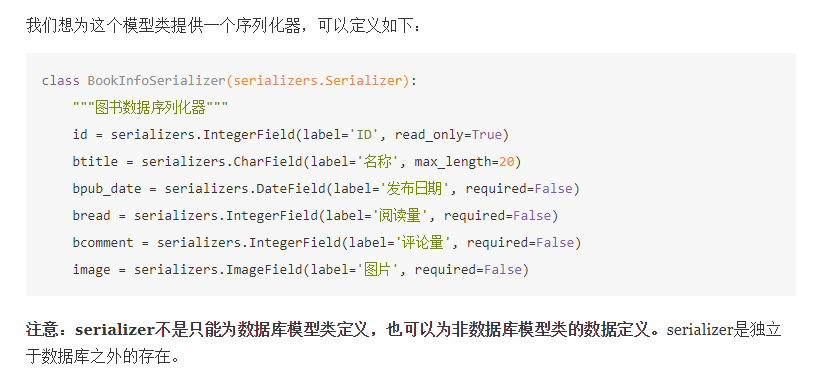 我们想为这个模型类提供一个序列化器，可以定义如下：
class BookInfoSerializer(serializers.Serializer):
    """图书数据序列化器"""
    id = serializers.IntegerField(label='ID', read_only=True)
    btitle = serializers.CharField(label='名称', max_length=20)
    bpub_date = serializers.DateField(label='发布日期', required=False)
    bread = serializers.IntegerField(label='阅读量', required=False)
    bcomment = serializers.IntegerField(label='评论量', required=False)
    image = serializers.ImageField(label='图片', required=False)
注意：serializer不是只能为数据库模型类定义，也可以为非数据库模型类的数据定义。serializer是独立
于数据库之外的存在。